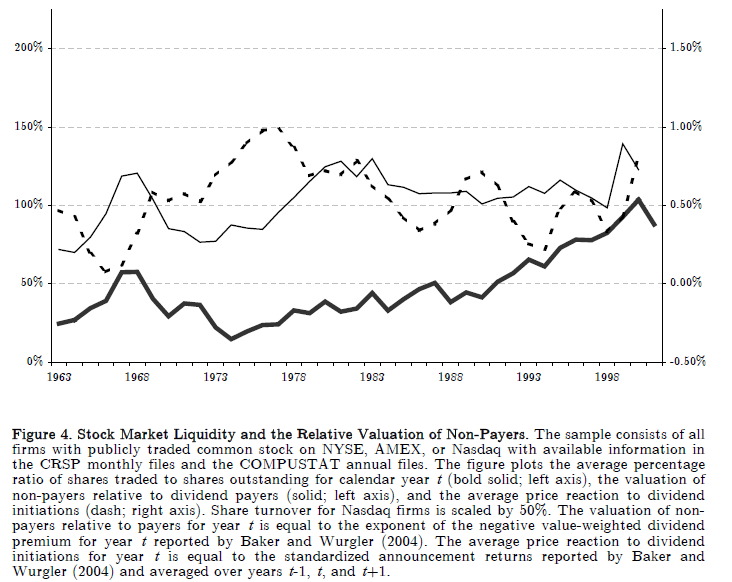 200%
1.50%
150%
1.00%
100%
0.50%
50%
0.00%
0%
-0.50%
1963 1968 1973 1978 1983 1988 1993 1998
Figure 4. Stock Market Liquidity and the Relative Valuation of Non-Payers. The sample consists of all
firms with publicly traded common stock on NYSE, AMEX, or Nasdaq with available information in
the CRSP monthly files and the COMPUSTAT annual files. The figure plots the average percentage
ratio of shares traded to shares outstanding for calendar year t (bold solid; left axis), the valuation of
non-payers relative to dividend payers (solid; left axis), and the average price reaction to dividend
initiations (dash; right axis). Share turnover for Nasdaq firms is scaled by 50%. The valuation of non-
payers relative to payers for year t is equal to the exponent of the negative value-weighted dividend
premium for year t reported by Baker and Wurgler (2004). The average price reaction to dividend
initiations for year t is equal to the standardized announcement returns reported by Baker and
Wurgler (2004) and averaged over years t-1, t, and t+1.